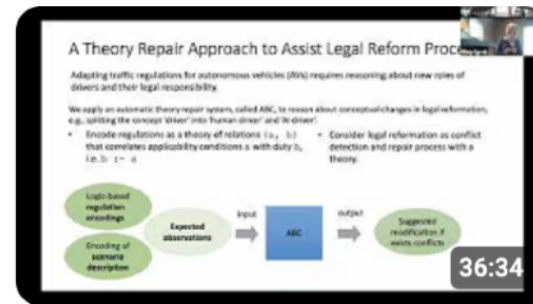 A Theory Repair Approach to Assist Legal Reform
Adapting traffic regulations for autonomous vehicles (AVs) requires reasoning about new roles of
drivers and their legal responsibility.
We apply an automatic theory repair system, called ABC, to reason about conceptual changes in legal reformation,
e.g., splitting the concept 'driver' into 'human driver' and 'AI driver'.
• Encode regulations as a theory of relations (a, b)
that correlates applicability conditions a with duty b,
i.e. b :- a
• Consider legal reformation as conflict
detection and repair process with a
theory.
Logic-based
regulation
encodings
Encoding of
scenario
description
Expected
observations
input
ABC
output
Suggested
modification if
exists conflicts
36:34